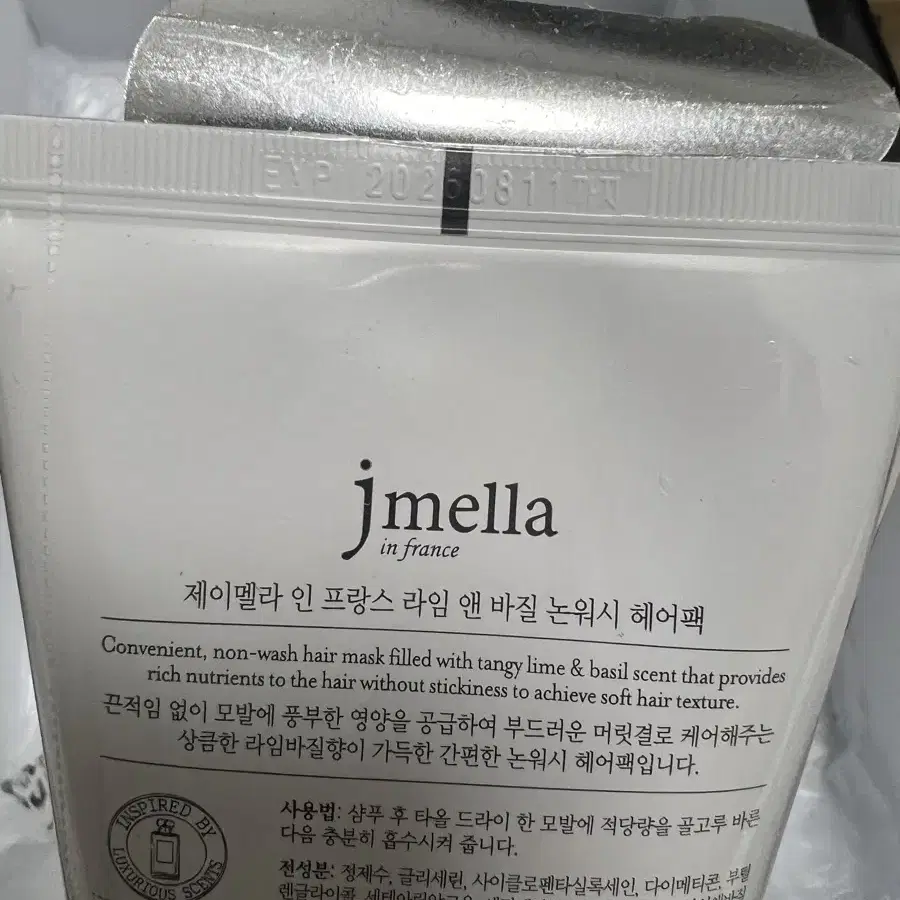 EXP 20260811
jmella
in france
제이멜라 인 프랑스 라임 앤 바질 논워시 헤어팩
Convenient, non-wash hair mask filled with tangy lime & basil scent that provides
rich nutrients to the hair without stickiness to achieve soft hair texture.
끈적임 없이 모발에 풍부한 영양을 공급하여 부드러운 머릿결로 케어해주는
상큼한 라임바질향이 가득한 간편한 논워시 헤어팩입니다.
INSPIRED BY
LUXURIOUS SCENTS
사용법: 샴푸 후 타올 드라이 한 모발에 적당량을 골고루 바른
다음 충분히 흡수시켜 줍니다.
전성분: 정제수, 글리세린, 사이클로펜타실록세인, 다이메티콘, 부틸
렌글라이콜,